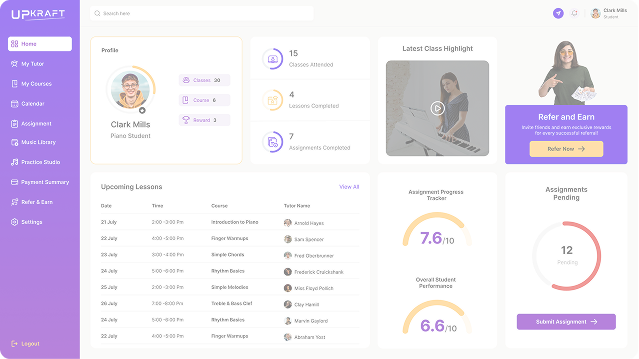 UPKRAFT
Search here
Clark Mills
Student
Home
My Tutor
My Courses
Calendar
Assignment
Music Library
Practice Studio
Payment Summary
Refer & Earn
Settings
Logout
Profile
Clark Mills
Piano Student
Classes 30
Course 6
Reward 3
15
Classes Attended
4
Lessons Completed
7
Assignments Completed
Latest Class Highlight
Refer and Earn
Invite friends and earn exclusive rewards
for every successful referral!
Refer Now
Upcoming Lessons View All
Date Time Course Tutor Name
21 July 2:00 -3:00 Pm Introduction to Piano Arnold Hayes
22 July 4:00 -5:00 Pm Finger Warmups Sam Spencer
23 July 3:00 -4:00 Pm Simple Chords Fred Oberbrunner
24 July 5:00 -6:00 Pm Rhythm Basics Frederick Cruickshank
25 July 2:00 -3:00 Pm Simple Melodies Miss Floyd Parich
26 July 7:00 -8:00 Pm Treble & Bass Clef Clay Hamill
24 July 5:00 -6:00 Pm Rhythm Basics Marvin Gaylord
22 July 4:00 -5:00 Pm Finger Warmups Abraham Yost
Assignment Progress
Tracker
7.6/10
Overall Student
Performance
6.6/10
Assignments
Pending
12
Pending
Submit Assignment